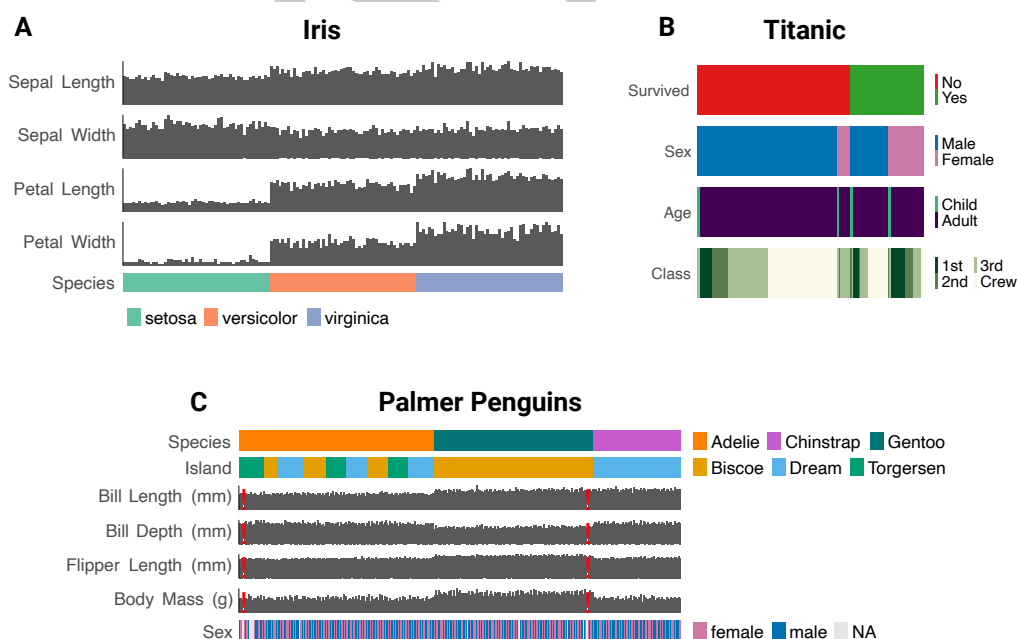 A
Iris
Sepal Length
Sepal Width
Petal Length
Petal Width
Species
setosa versicolor virginica
B
Titanic
Survived
No
Yes
Sex
Male
Female
Age
Child
Adult
Class
1st 3rd
2nd Crew
C
Palmer Penguins
Species
Adelie Chinstrap Gentoo
Island
Biscoe Dream Torgersen
Bill Length (mm)
Bill Depth (mm)
Flipper Length (mm)
Body Mass (g)
Sex
female male NA